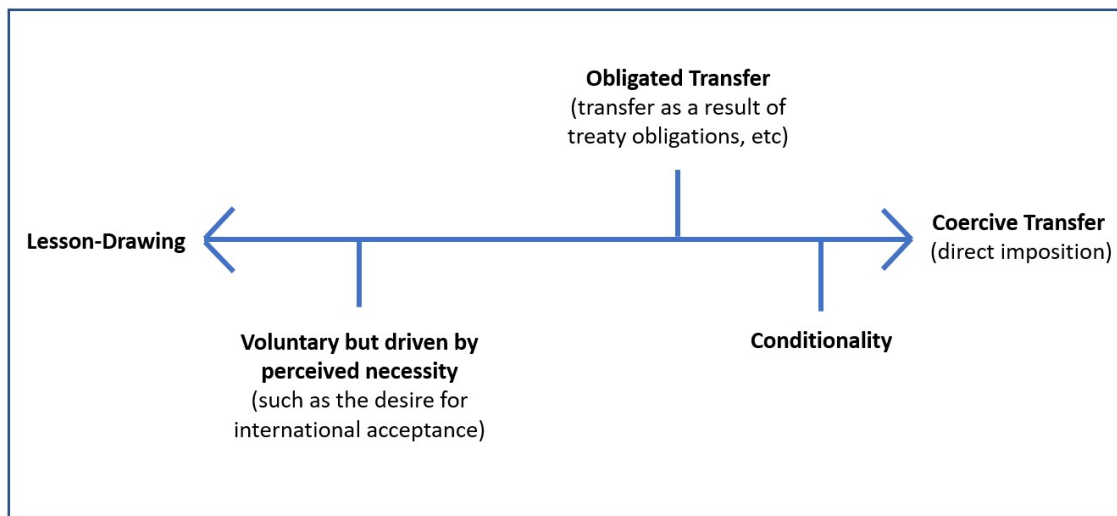 Obligated Transfer
(transfer as a result of
treaty obligations, etc)
Lesson-Drawing
Coercive Transfer
(direct imposition)
Voluntary but driven by
perceived necessity
(such as the desire for
international acceptance)
Conditionality